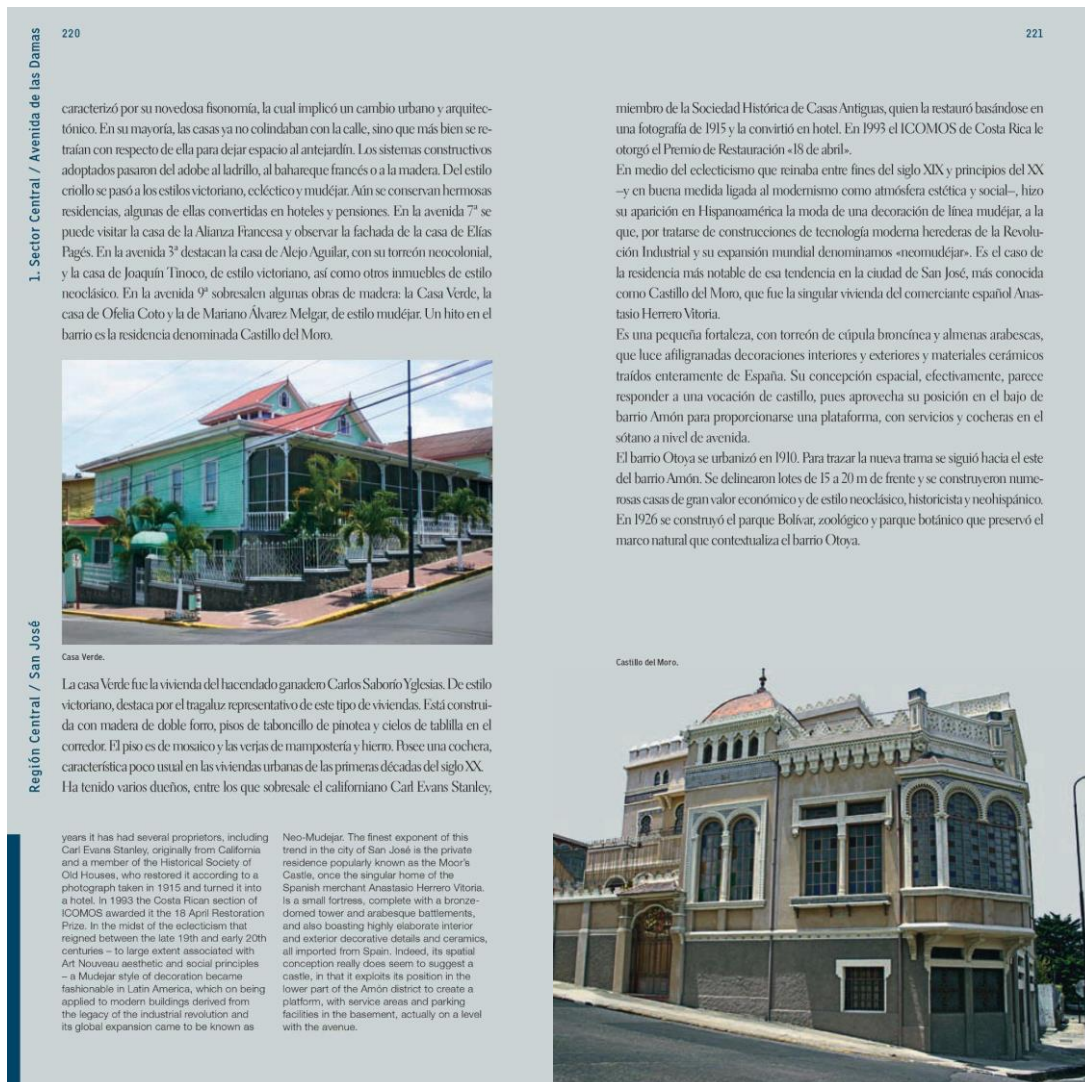 220
1. Sector Central / Avenida de las Damas
caracterizó por su novedosa fisonomía, la cual implicó un cambio urbano y arquitec-
tónico. En su mayoría, las casas ya no colindaban con la calle, sino que más bien se re-
traían con respecto de ella para dejar espacio al antejardín. Los sistemas constructivos
adoptados pasaron del adobe al ladrillo, al bahareque francés o a la madera. Del estilo
criollo se pasó a los estilos victoriano, ecléctico y mudéjar. Aún se conservan hermosas
residencias, algunas de ellas convertidas en hoteles y pensiones. En la avenida 7ª se
puede visitar la casa de la Alianza Francesa y observar la fachada de la casa de Elías
Pagés. En la avenida 3ª destacan la casa de Alejo Aguilar, con su torreón neocolonial,
y la casa de Joaquín Tinoco, de estilo victoriano, así como otros inmuebles de estilo
neoclásico. En la avenida 9ª sobresalen algunas obras de madera: la Casa Verde, la
casa de Ofelia Coto y la de Mariano Álvarez Melgar, de estilo mudéjar. Un hito en el
barrio es la residencia denominada Castillo del Moro.
Casa Verde.
Región Central / San José
La casa Verde fue la vivienda del hacendado ganadero Carlos Saborío Yglesias. De estilo
victoriano, destaca por el tragaluz representativo de este tipo de viviendas. Está construi-
da con madera de doble forro, pisos de taboncillo de pinotea y cielos de tablilla en el
corredor. El piso es de mosaico y las verjas de mampostería y hierro. Posee una cochera,
característica poco usual en las viviendas urbanas de las primeras décadas del siglo XX.
Ha tenido varios dueños, entre los que sobresale el californiano Carl Evans Stanley,
years it has had several proprietors, including
Carl Evans Stanley, originally from California
and a member of the Historical Society of
Old Houses, who restored it according to a
photograph taken in 1915 and turned it into
a hotel. In 1993 the Costa Rican section of
ICOMOS awarded it the 18 April Restoration
Prize. In the midst of the eclecticism that
reigned between the late 19th and early 20th
centuries – to large extent associated with
Art Nouveau aesthetic and social principles
– a Mudejar style of decoration became
fashionable in Latin America, which on being
applied to modern buildings derived from
the legacy of the industrial revolution and
its global expansion came to be known as
Neo-Mudejar. The finest exponent of this
trend in the city of San José is the private
residence popularly known as the Moor's
Castle, once the singular home of the
Spanish merchant Anastasio Herrero Vitoria.
Is a small fortress, complete with a bronze-
domed tower and arabesque battlements,
and also boasting highly elaborate interior
and exterior decorative details and ceramics,
all imported from Spain. Indeed, its spatial
conception really does seem to suggest a
castle, in that it exploits its position in the
lower part of the Amón district to create a
platform, with service areas and parking
facilities in the basement, actually on a level
with the avenue.
221
miembro de la Sociedad Histórica de Casas Antiguas, quien la restauró basándose en
una fotografía de 1915 y la convirtió en hotel. En 1993 el ICOMOS de Costa Rica le
otorgó el Premio de Restauración «18 de abril».
En medio del eclecticismo que reinaba entre fines del siglo XIX y principios del XX
–y en buena medida ligada al modernismo como atmósfera estética y social–, hizo
su aparición en Hispanoamérica la moda de una decoración de línea mudéjar, a la
que, por tratarse de construcciones de tecnología moderna herederas de la Revolu-
ción Industrial y su expansión mundial denominamos «neomudéjar». Es el caso de
la residencia más notable de esa tendencia en la ciudad de San José, más conocida
como Castillo del Moro, que fue la singular vivienda del comerciante español Anas-
tasio Herrero Vitoria.
Es una pequeña fortaleza, con torreón de cúpula broncínea y almenas arabescas,
que luce afiligranadas decoraciones interiores y exteriores y materiales cerámicos
traídos enteramente de España. Su concepción espacial, efectivamente, parece
responder a una vocación de castillo, pues aprovecha su posición en el bajo de
barrio Amón para proporcionarse una plataforma, con servicios y cocheras en el
sótano a nivel de avenida.
El barrio Otoya se urbanizó en 1910. Para trazar la nueva trama se siguió hacia el este
del barrio Amón. Se delinearon lotes de 15 a 20 m de frente y se construyeron nume-
rosas casas de gran valor económico y de estilo neoclásico, historicista y neohispánico.
En 1926 se construyó el parque Bolívar, zoológico y parque botánico que preservó el
marco natural que contextualiza el barrio Otoya.
Castillo del Moro.